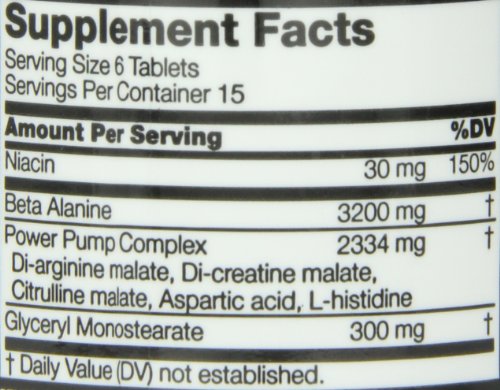 Supplement Facts
Serving Size 6 Tablets
Servings Per Container 15
Amount Per Serving %DV
Niacin 30 mg 150%
Beta Alanine 3200 mg †
Power Pump Complex 2334 mg †
Di-arginine malate, Di-creatine malate,
Citrulline malate, Aspartic acid, L-histidine
Glyceryl Monostearate 300 mg †
† Daily Value (DV) not established.